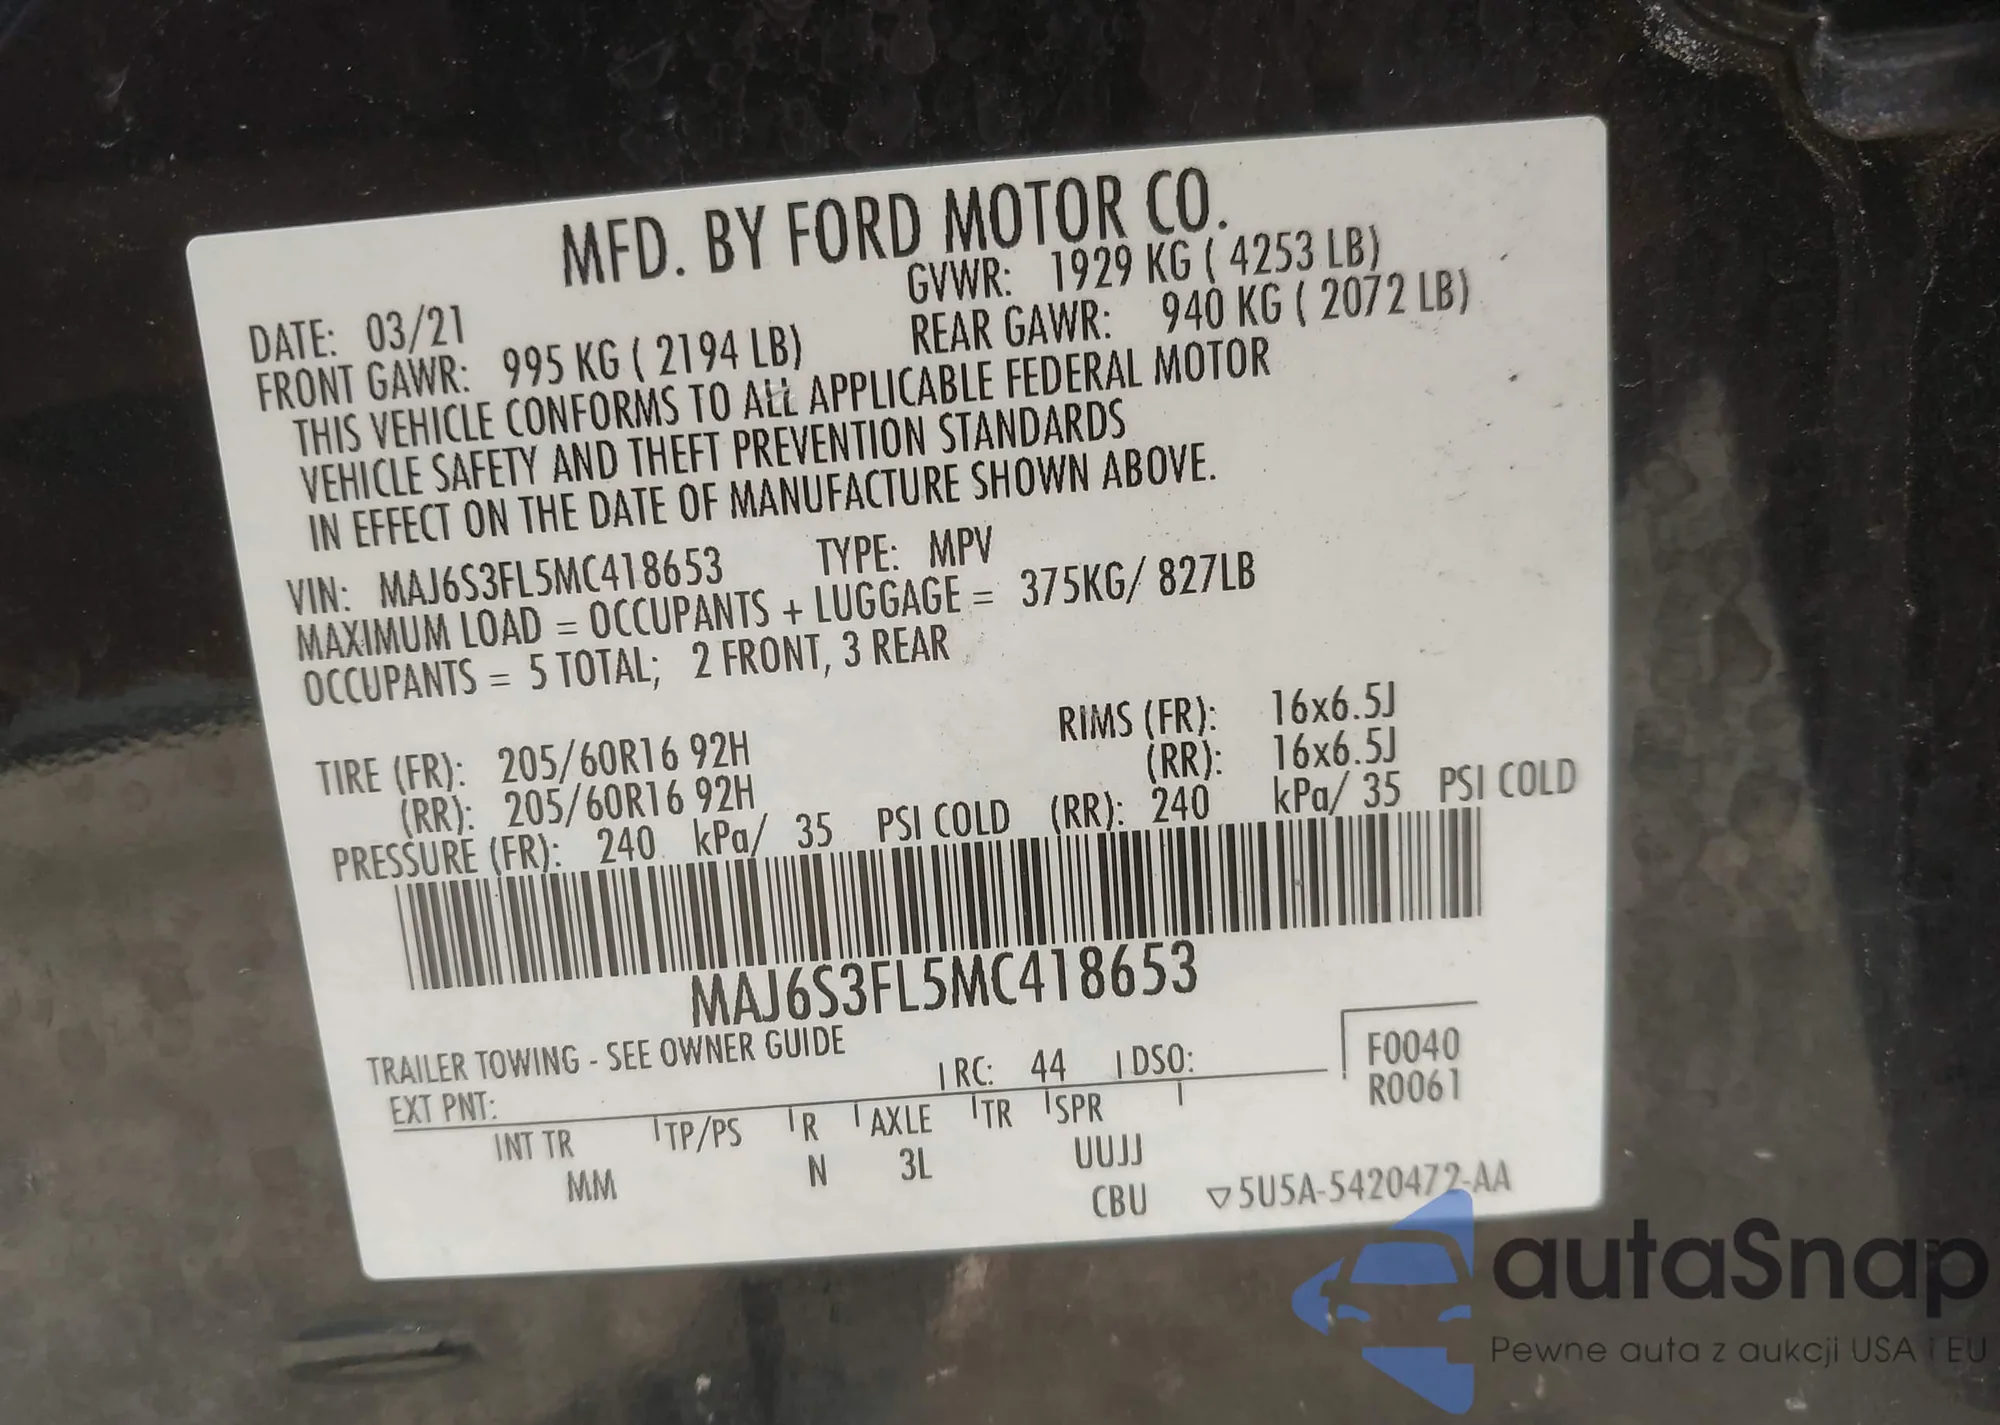 MFD. BY FORD MOTOR CO.
DATE: 03/21 GVWR: 1929 KG ( 4253 LB)
FRONT GAWR: 995 KG ( 2194 LB) REAR GAWR: 940 KG ( 2072 LB)
THIS VEHICLE CONFORMS TO ALL APPLICABLE FEDERAL MOTOR
VEHICLE SAFETY AND THEFT PREVENTION STANDARDS
IN EFFECT ON THE DATE OF MANUFACTURE SHOWN ABOVE.
VIN: MAJ6S3FL5MC418653 TYPE: MPV
MAXIMUM LOAD = OCCUPANTS + LUGGAGE = 375KG/ 827LB
OCCUPANTS = 5 TOTAL; 2 FRONT, 3 REAR
TIRE (FR): 205/60R16 92H RIMS (FR): 16x6.5J
(RR): 205/60R16 92H (RR): 16x6.5J
PRESSURE (FR): 240 kPa/ 35 PSI COLD (RR): 240 kPa/ 35 PSI COLD
MAJ6S3FL5MC418653
TRAILER TOWING - SEE OWNER GUIDE
EXT PNT: RC: 44 DSO: F0040
R0061
INT TR TP/PS R AXLE TR SPR
MM N 3L UUJJ
CBU ▽5U5A-5420472-AA
autaSnap
Pewne auta z aukcji USA i EU